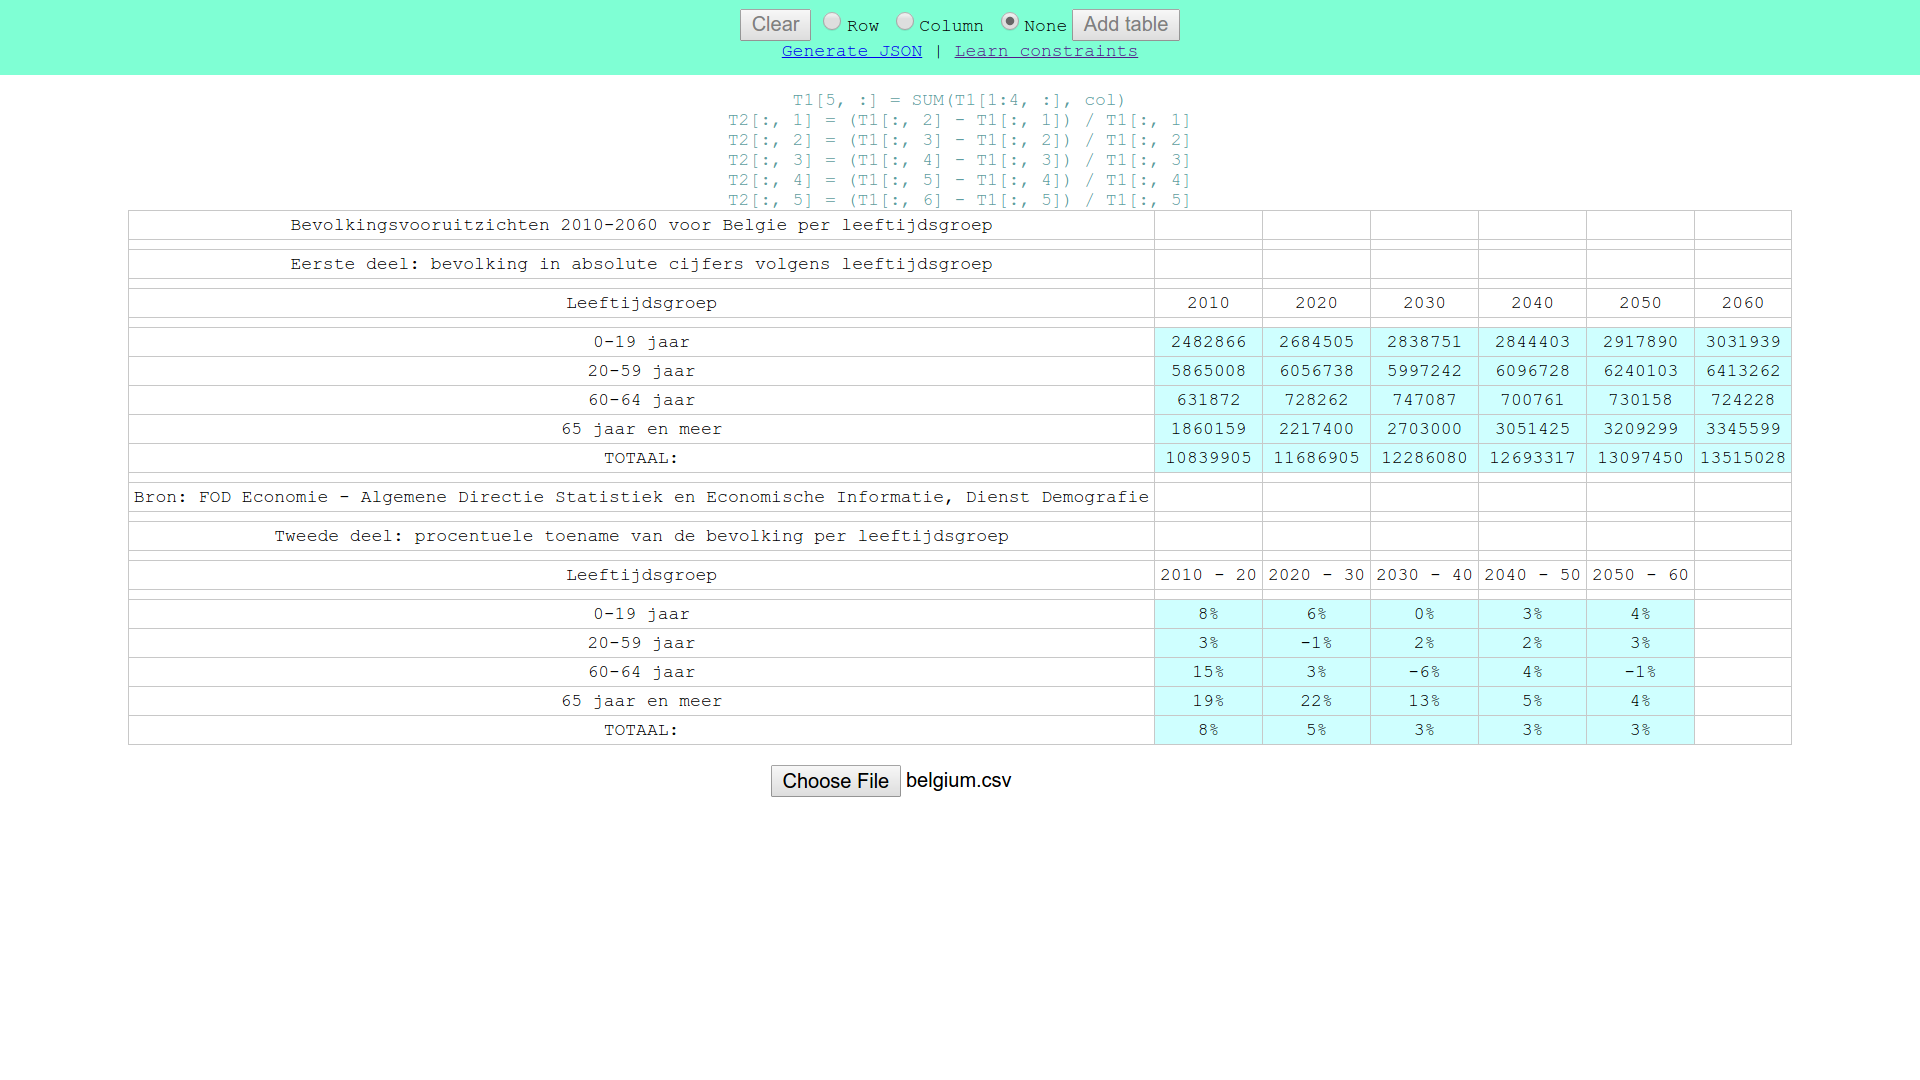 Clear Row Column None Add table
Generate JSON | Learn constraints
T1[5, :] = SUM(T1[1:4, :], col)
T2[:, 1] = (T1[:, 2] - T1[:, 1]) / T1[:, 1]
T2[:, 2] = (T1[:, 3] - T1[:, 2]) / T1[:, 2]
T2[:, 3] = (T1[:, 4] - T1[:, 3]) / T1[:, 3]
T2[:, 4] = (T1[:, 5] - T1[:, 4]) / T1[:, 4]
T2[:, 5] = (T1[:, 6] - T1[:, 5]) / T1[:, 5]
Bevolkingsvooruitzichten 2010-2060 voor Belgie per leeftijdsgroep
Eerste deel: bevolking in absolute cijfers volgens leeftijdsgroep
Leeftijdsgroep 2010 2020 2030 2040 2050 2060
0-19 jaar 2482866 2684505 2838751 2844403 2917890 3031939
20-59 jaar 5865008 6056738 5997242 6096728 6240103 6413262
60-64 jaar 631872 728262 747087 700761 730158 724228
65 jaar en meer 1860159 2217400 2703000 3051425 3209299 3345599
TOTAAL: 10839905 11686905 12286080 12693317 13097450 13515028
Bron: FOD Economie - Algemene Directie Statistiek en Economische Informatie, Dienst Demografie
Tweede deel: procentuele toename van de bevolking per leeftijdsgroep
Leeftijdsgroep 2010 - 20 2020 - 30 2030 - 40 2040 - 50 2050 - 60
0-19 jaar 8% 6% 0% 3% 4%
20-59 jaar 3% -1% 2% 2% 3%
60-64 jaar 15% 3% -6% 4% -1%
65 jaar en meer 19% 22% 13% 5% 4%
TOTAAL: 8% 5% 3% 3% 3%
Choose File belgium.csv